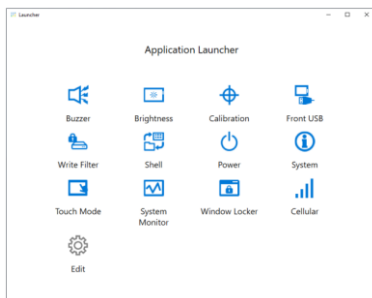 Launcher
Application Launcher
Buzzer Brightness Calibration Front USB
Write Filter Shell Power System
Touch Mode System Monitor Window Locker Cellular
Edit